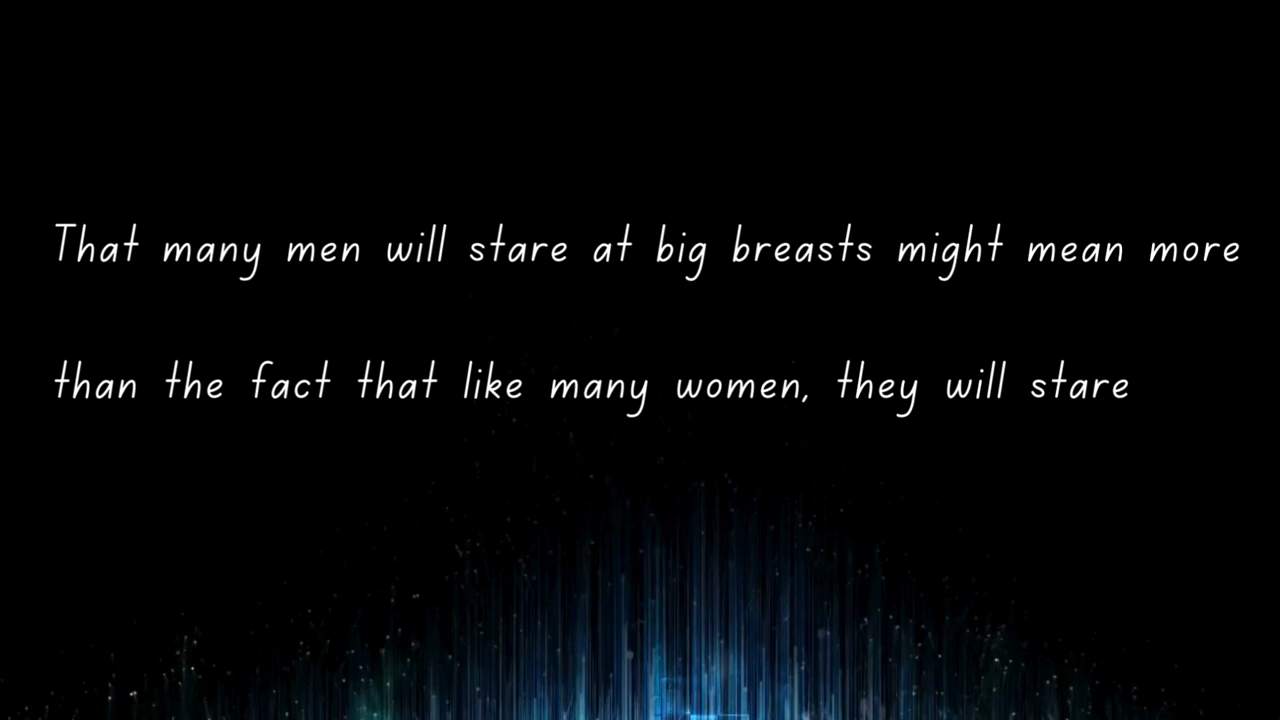 That many men will stare at big breasts might mean more
than the fact that like many women, they will stare